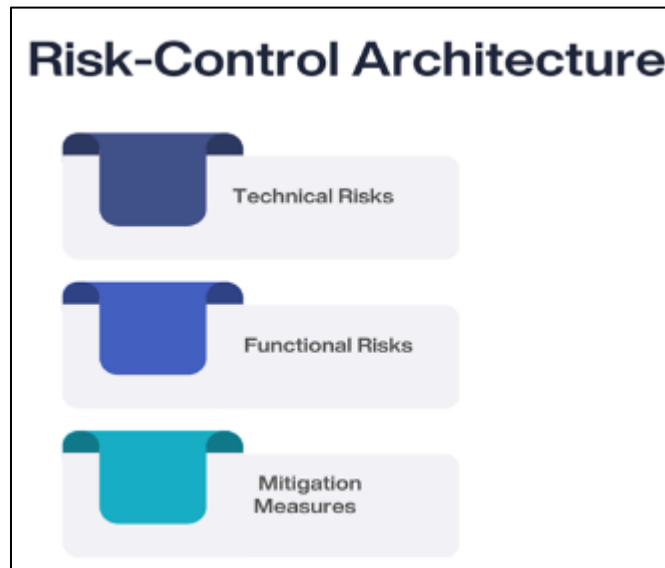 Risk-Control Architecture
Technical Risks
Functional Risks
Mitigation
Measures